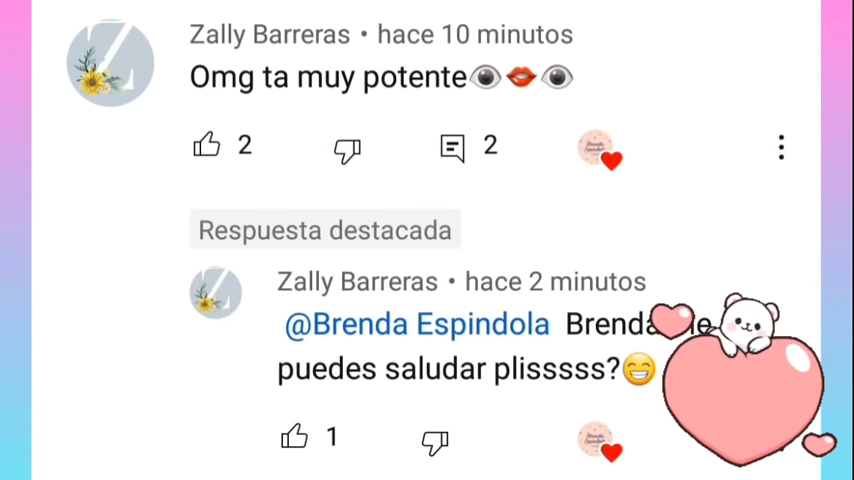 Zally Barreras • hace 10 minutos
Omg ta muy potente👁️👄👁️
2
2
Respuesta destacada
Zally Barreras • hace 2 minutos
@Brenda Espindola Brenda
puedes saludar plisssss?😁
1